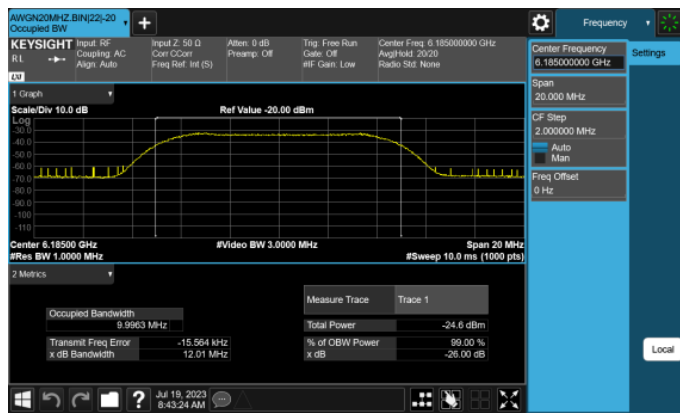 AWGN20MHZ.BIN|22|-20
Occupied BW
Frequency
KEYSIGHT
Input: RF
Input Z: 50 Ω
Atten: 0 dB
Trig: Free Run
Center Freq: 6.185000000 GHz
R L
Coupling: AC
Corr CCorr
Preamp: Off
Gate: Off
Avg|Hold: 20/20
Align: Auto
Freq Ref: Int (S)
#IF Gain: Low
Radio Std: None
LXI
Center Frequency
6.185000000 GHz
Settings
Span
20.000 MHz
CF Step
2.000000 MHz
Auto
Man
Freq Offset
0 Hz
1 Graph
Scale/Div 10.0 dB
Ref Value -20.00 dBm
Log
-30.0
-40.0
-50.0
-60.0
-70.0
-80.0
-90.0
-100
-110
Center 6.18500 GHz
#Video BW 3.0000 MHz
Span 20 MHz
#Res BW 1.0000 MHz
#Sweep 10.0 ms (1000 pts)
2 Metrics
Measure Trace
Trace 1
Occupied Bandwidth
9.9963 MHz
Total Power
-24.6 dBm
Transmit Freq Error
-15.564 kHz
% of OBW Power
99.00 %
x dB Bandwidth
12.01 MHz
x dB
-26.00 dB
Local
?
Jul 19, 2023
8:43:24 AM